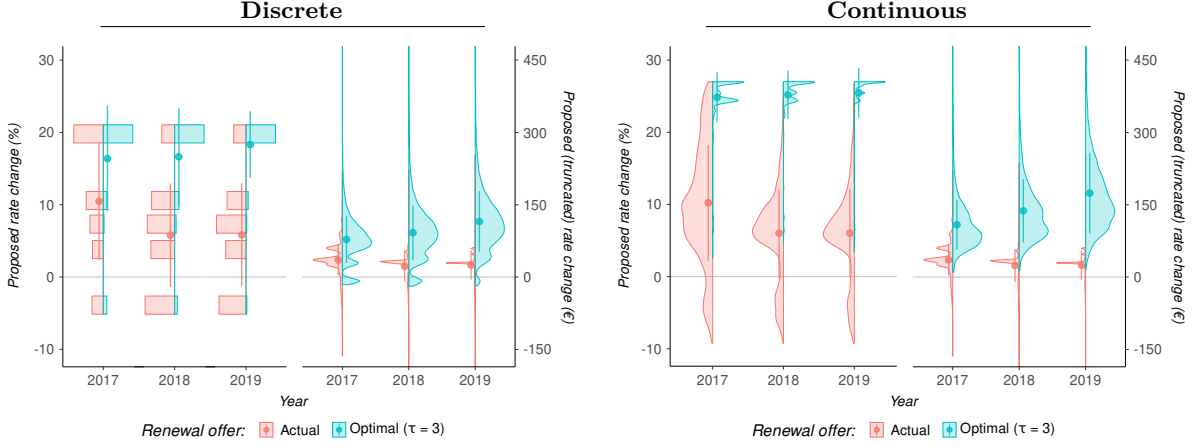 Discrete
Proposed rate change (%)
30
20
10
0
-10
450
300
150
0
-150
Proposed (truncated) rate change (€)
2017 2018 2019 2017 2018 2019
Year
Renewal offer: Actual Optimal (τ = 3)
Continuous
Proposed rate change (%)
30
20
10
0
-10
450
300
150
0
-150
Proposed (truncated) rate change (€)
2017 2018 2019 2017 2018 2019
Year
Renewal offer: Actual Optimal (τ = 3)